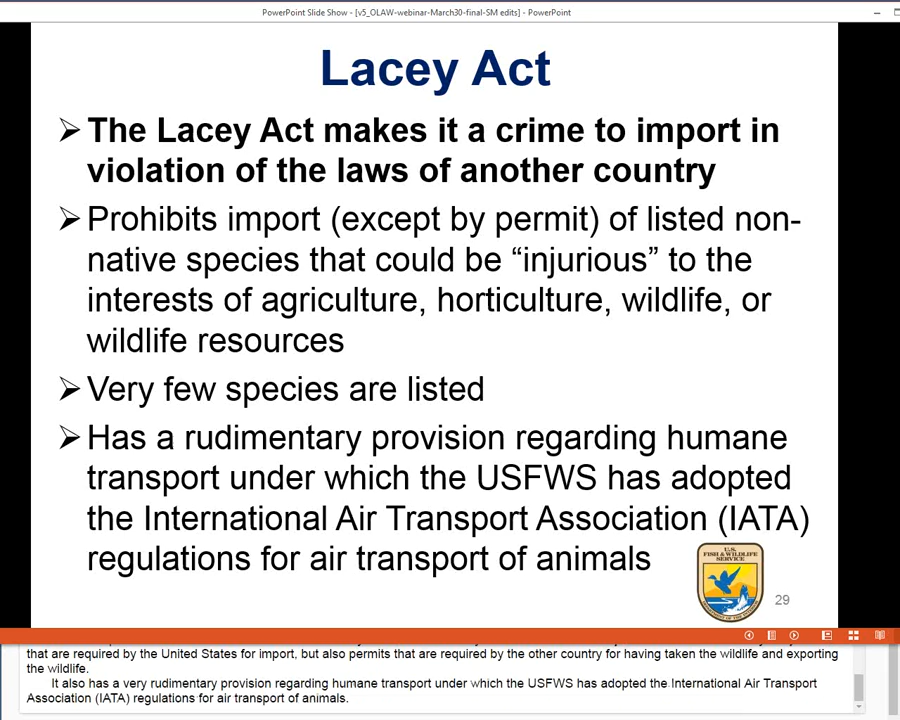 PowerPoint Slide Show - [v5_OLAW-webinar-March30-final-SM edits] - PowerPoint
Lacey Act
The Lacey Act makes it a crime to import in
violation of the laws of another country
Prohibits import (except by permit) of listed non-
native species that could be “injurious” to the
interests of agriculture, horticulture, wildlife, or
wildlife resources
Very few species are listed
Has a rudimentary provision regarding humane
transport under which the USFWS has adopted
the International Air Transport Association (IATA)
regulations for air transport of animals
U.S.
FISH & WILDLIFE
SERVICE
29
that are required by the United States for import, but also permits that are required by the other country for having taken the wildlife and exporting
the wildlife.
It also has a very rudimentary provision regarding humane transport under which the USFWS has adopted the International Air Transport
Association (IATA) regulations for air transport of animals.